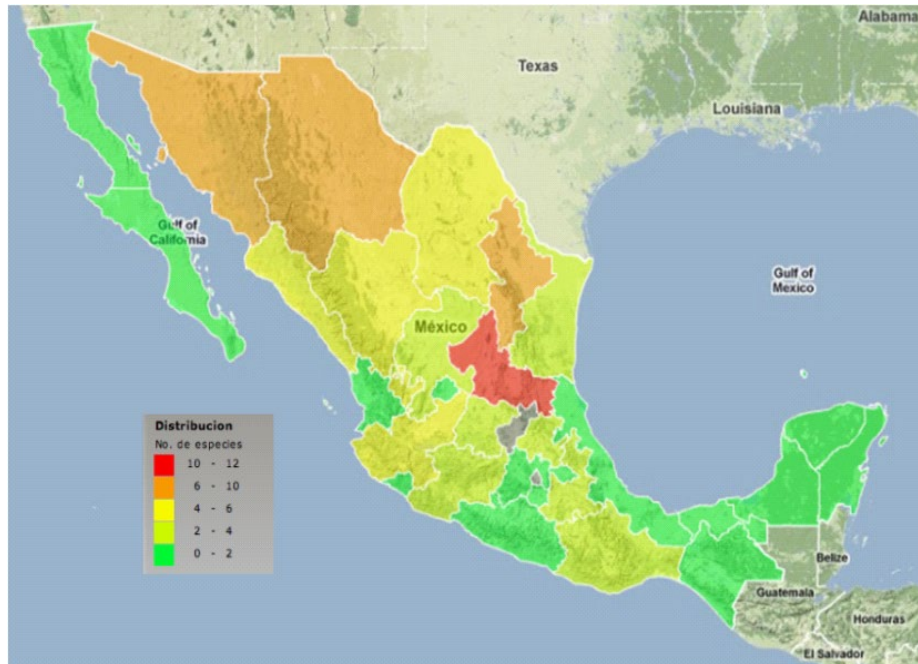 Alabama
Texas
Louisiana
Gulf of
California
Gulf of
Mexico
México
Distribucion
No. de especies
10 - 12
6 - 10
4 - 6
2 - 4
0 - 2
Belize
Guatemala
Honduras
El Salvador